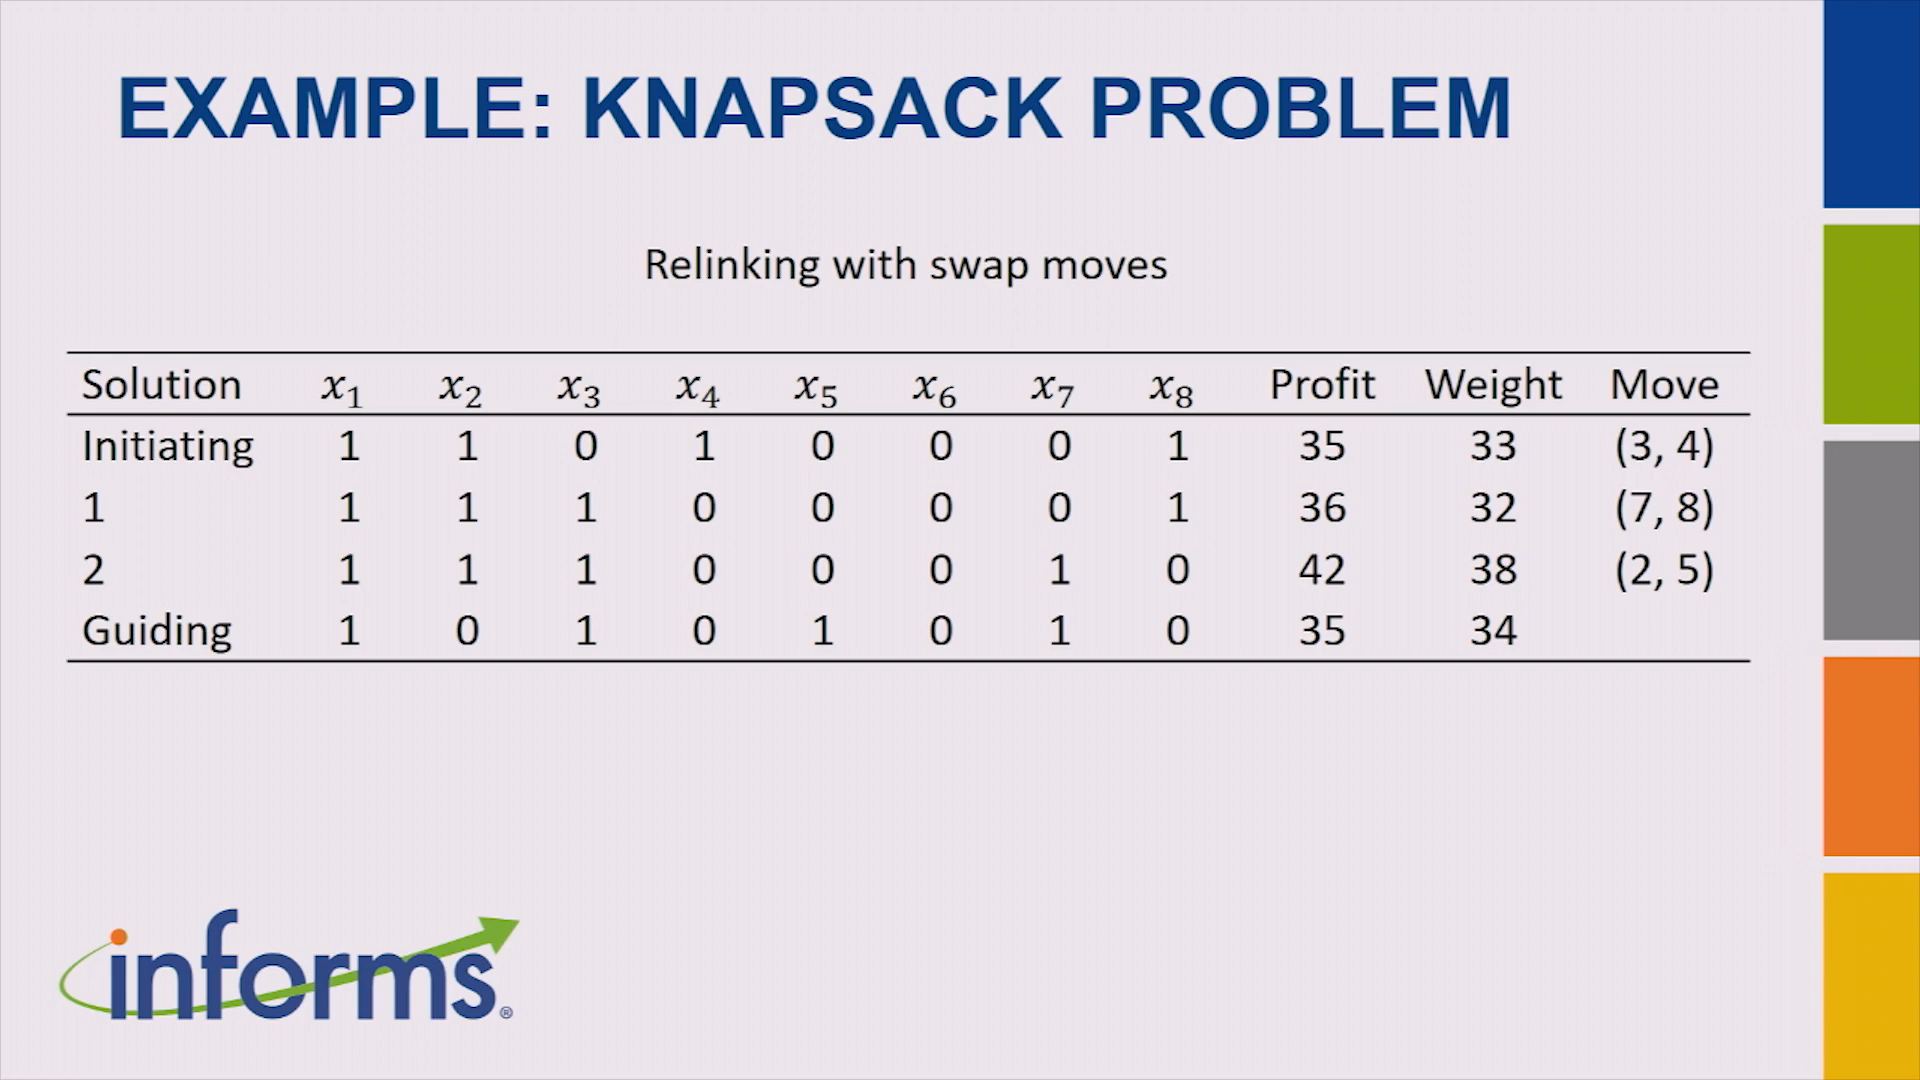 EXAMPLE: KNAPSACK PROBLEM
Relinking with swap moves
Solution x₁ x₂ x₃ x₄ x₅ x₆ x₇ x₈ Profit Weight Move
Initiating 1 1 0 1 0 0 0 1 35 33 (3, 4)
1 1 1 1 0 0 0 0 1 36 32 (7, 8)
2 1 1 1 0 0 0 1 0 42 38 (2, 5)
Guiding 1 0 1 0 1 0 1 0 35 34
informs®